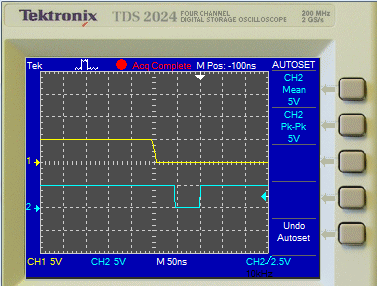 Tektronix TDS 2024 FOUR CHANNEL DIGITAL STORAGE OSCILLOSCOPE 200 MHz 2 GS/s
Tek Acq Complete M Pos: -100ns AUTOSET
CH2
Mean
5V
CH2
Pk-Pk
5V
1
2
Undo
Autoset
CH1 5V CH2 5V M 50ns CH2/2.5V
10kHz